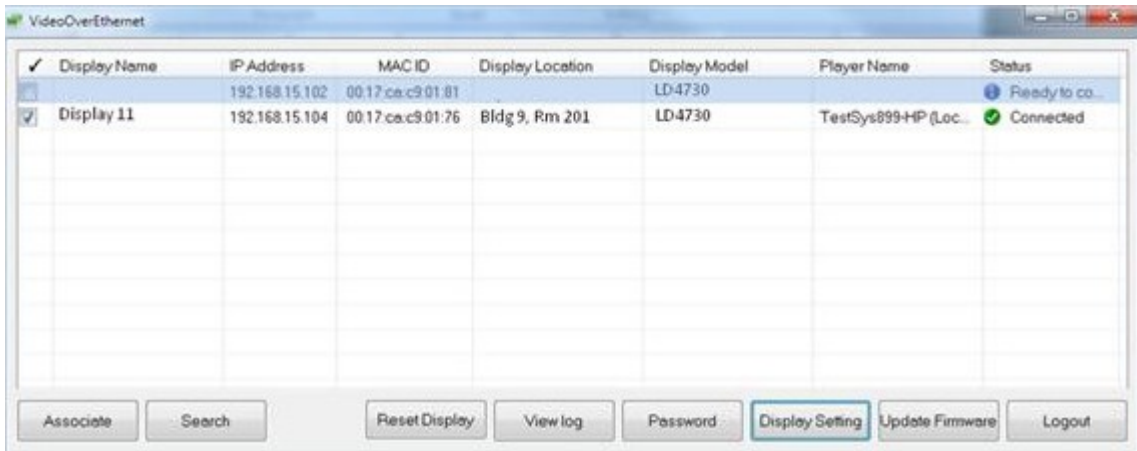 VideoOverEthernet
✓ Display Name IP Address MAC ID Display Location Display Model Player Name Status
192.168.15.102 00:17:ca:c9:01:81 LD4730 Ready to co...
Display 11 192.168.15.104 00:17:ca:c9:01:76 Bldg 9, Rm 201 LD4730 TestSys899-HP (Loc... Connected
Associate Search Reset Display View log Password Display Setting Update Firmware Logout